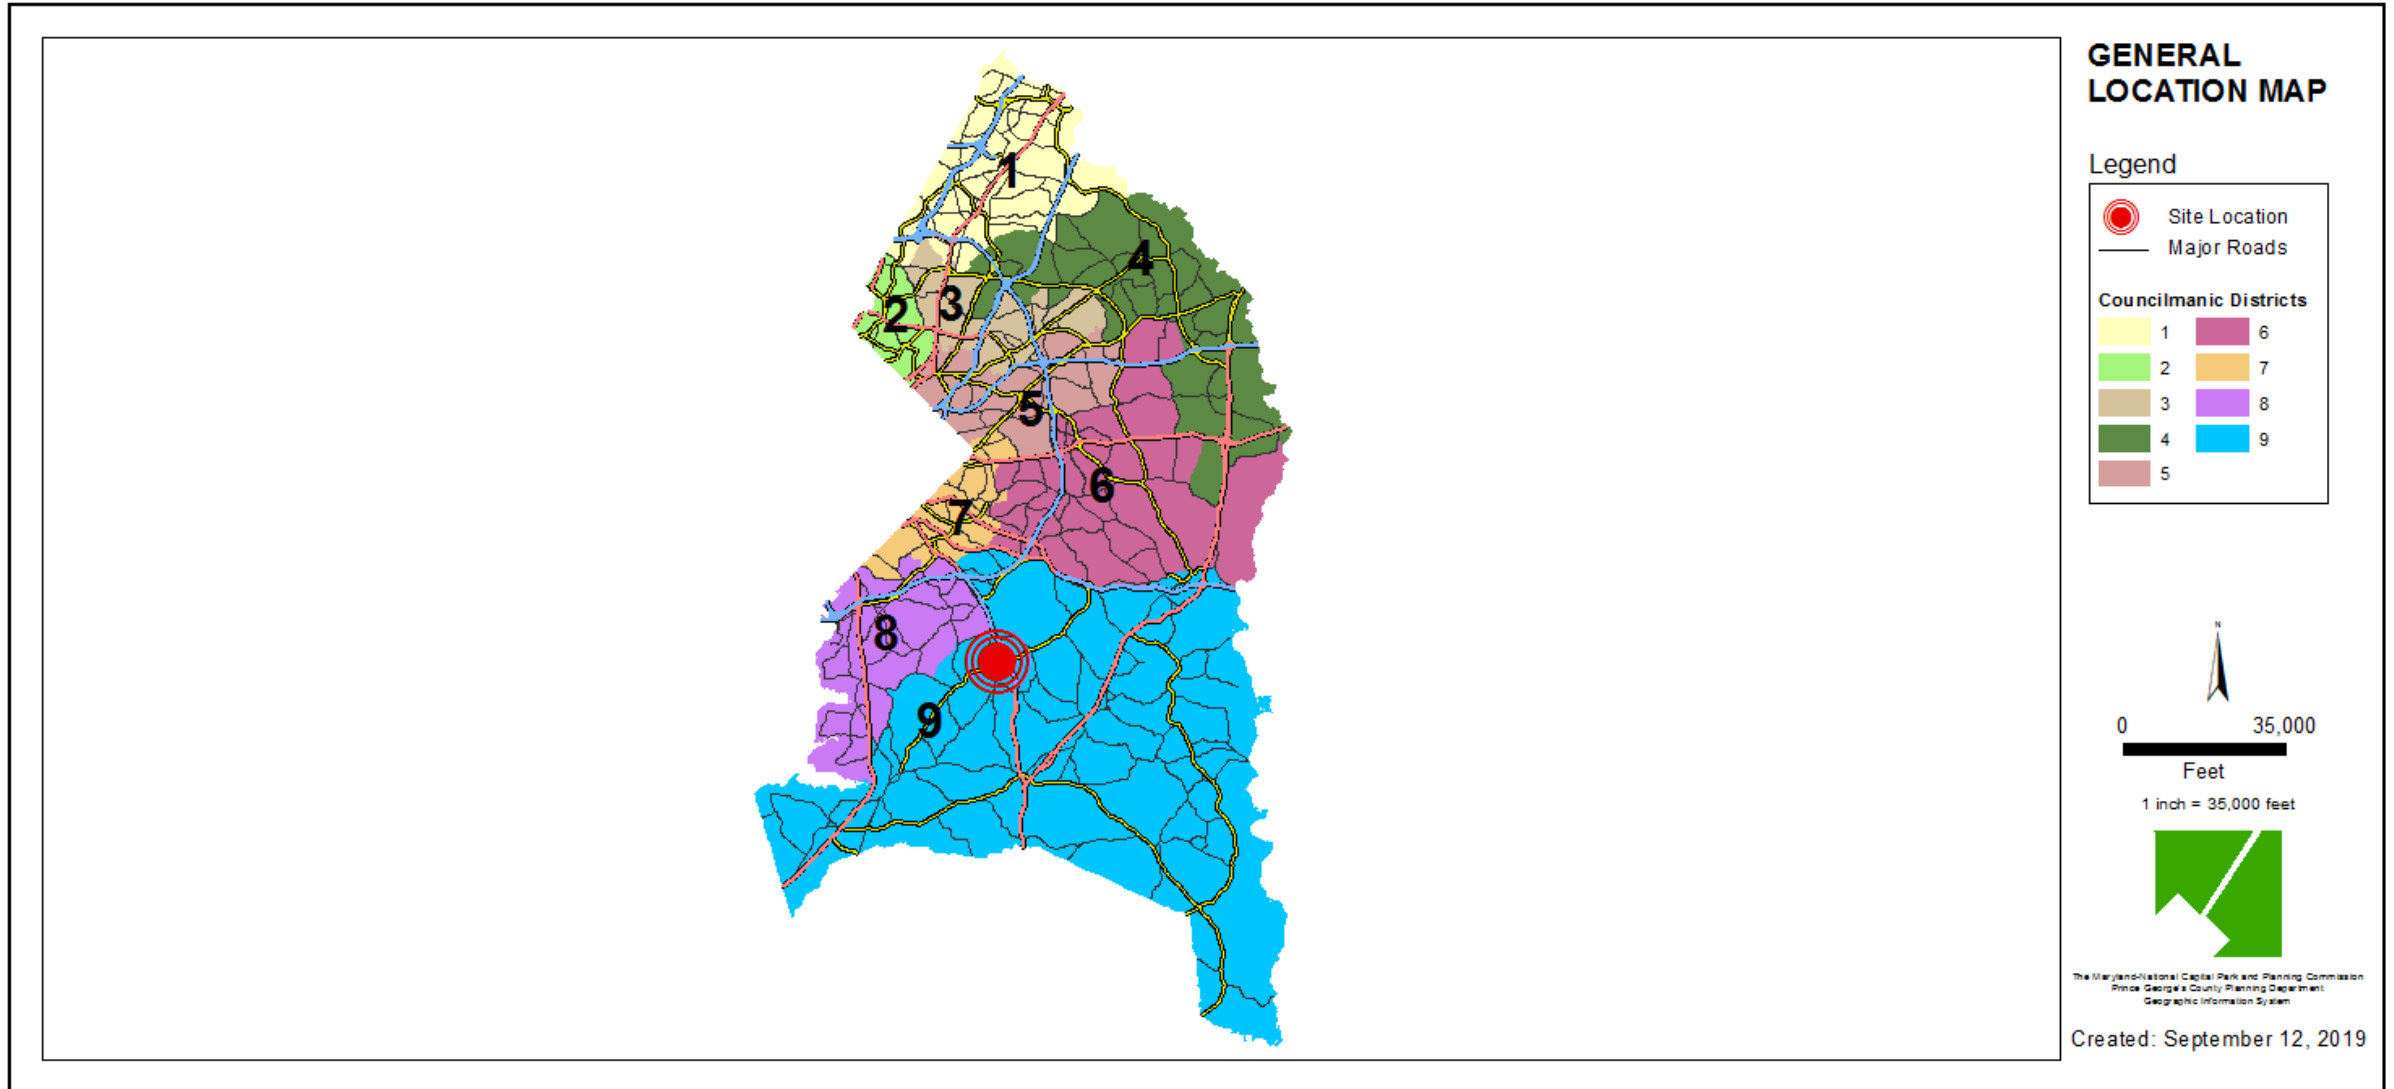 GENERAL
LOCATION MAP
Legend
Site Location
Major Roads
Councilmanic Districts
1 6
2 7
3 8
4 9
5
1
4
3
2
5
6
7
8
9
N
0 35,000
Feet
1 inch = 35,000 feet
The Maryland-National Capital Park and Planning Commission
Prince George's County Planning Department
Geographic Information System
Created: September 12, 2019